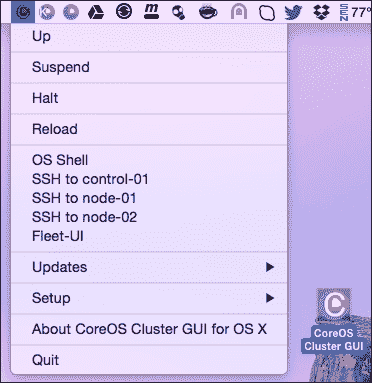 SEN
77°
Up
Suspend
Halt
Reload
OS Shell
SSH to control-01
SSH to node-01
SSH to node-02
Fleet-UI
Updates
Setup
About CoreOS Cluster GUI for OS X
Quit
CoreOS
Cluster GUI